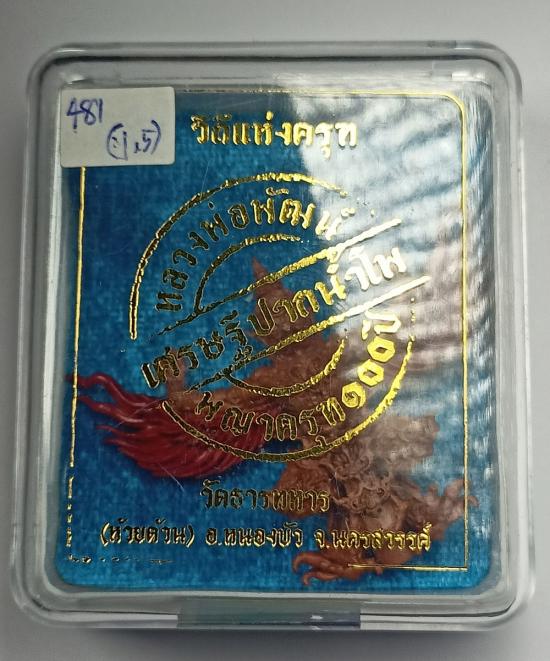 481
วิถีแห่งครุฑ
หลวงพ่อพัฒน์
เศรษฐีปากน้ำโพ
พญาครุฑ๑๐๐ปี
วัดธารทหาร
(ห้วยด้วน) อ.หนองบัว จ.นครสวรรค์